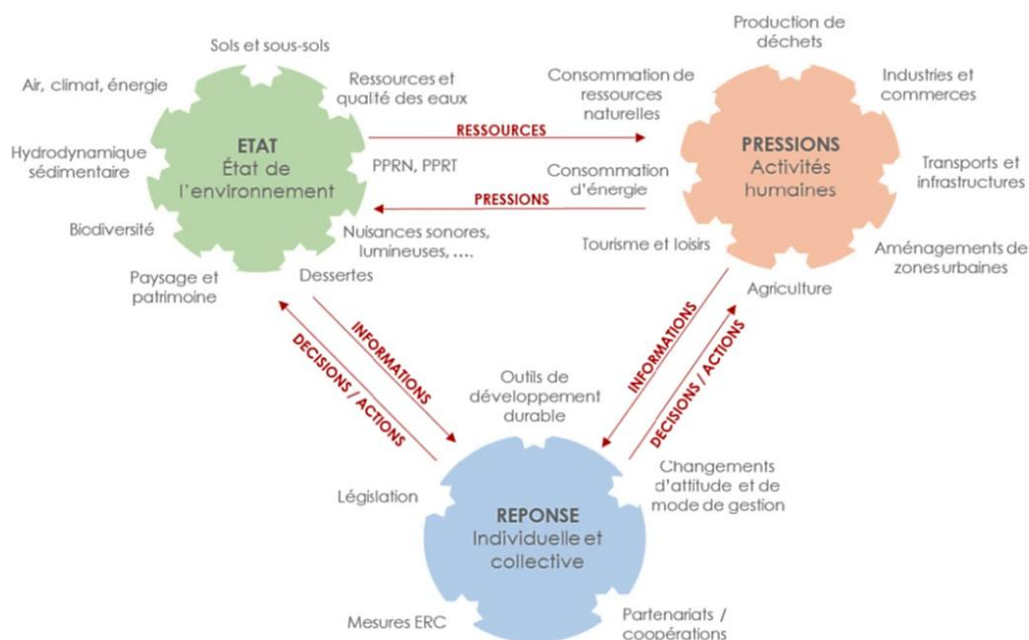 Sols et sous-sols
Air, climat, énergie
Ressources et
qualité des eaux
Hydrodynamique
sédimentaire
ETAT
État de
l'environnement
PPRN, PPRT
Biodiversité
Nuisances sonores,
lumineuses, ....
Paysage et
patrimoine
Dessertes
RESSOURCES
PRESSIONS
Production de
déchets
Consommation de
ressources
naturelles
Industries et
commerces
PRESSIONS
Activités
humaines
Consommation
d'énergie
Transports et
infrastructures
Tourisme et loisirs
Aménagements de
zones urbaines
Agriculture
INFORMATIONS
DECISIONS / ACTIONS
INFORMATIONS
DECISIONS / ACTIONS
Outils de
développement
durable
Législation
Changements
d'attitude et de
mode de gestion
REPONSE
Individuelle et
collective
Mesures ERC
Partenariats /
coopérations